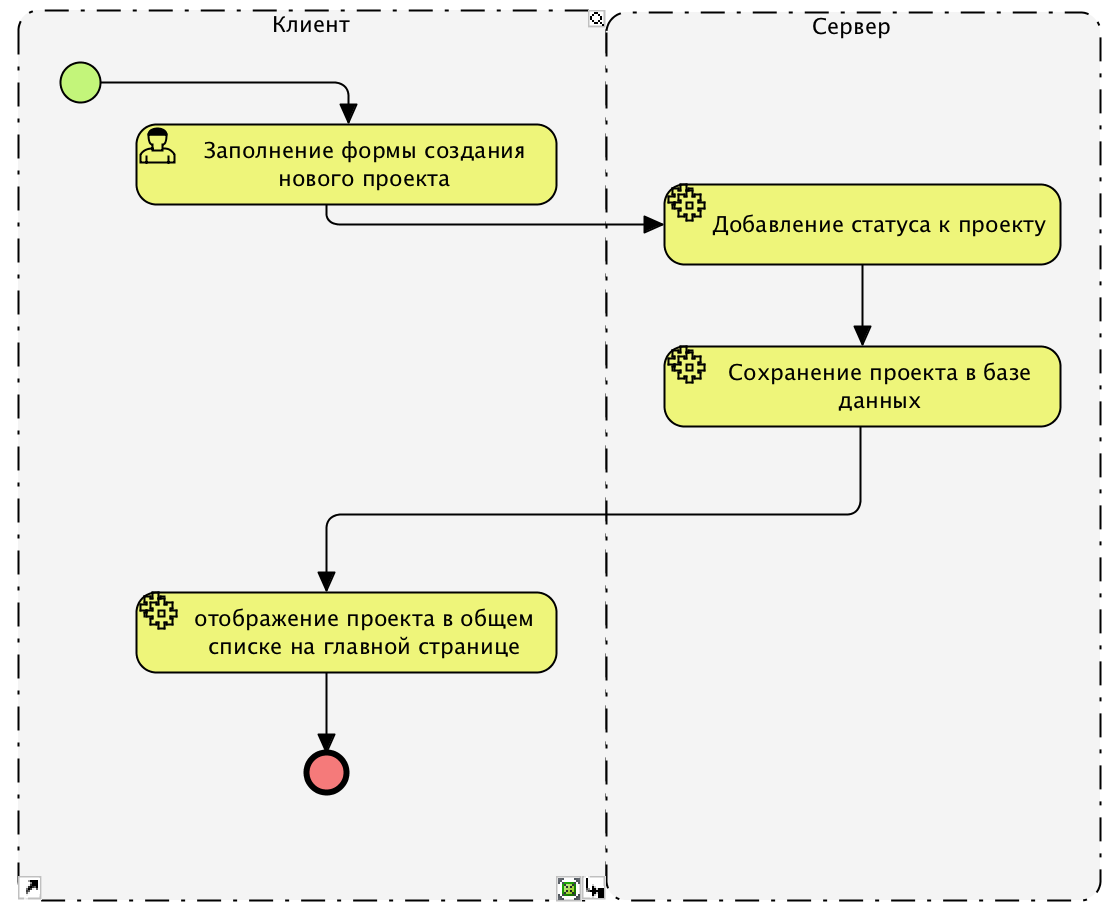 Клиент
Сервер
Заполнение формы создания
нового проекта
Добавление статуса к проекту
Сохранение проекта в базе
данных
отображение проекта в общем
списке на главной странице